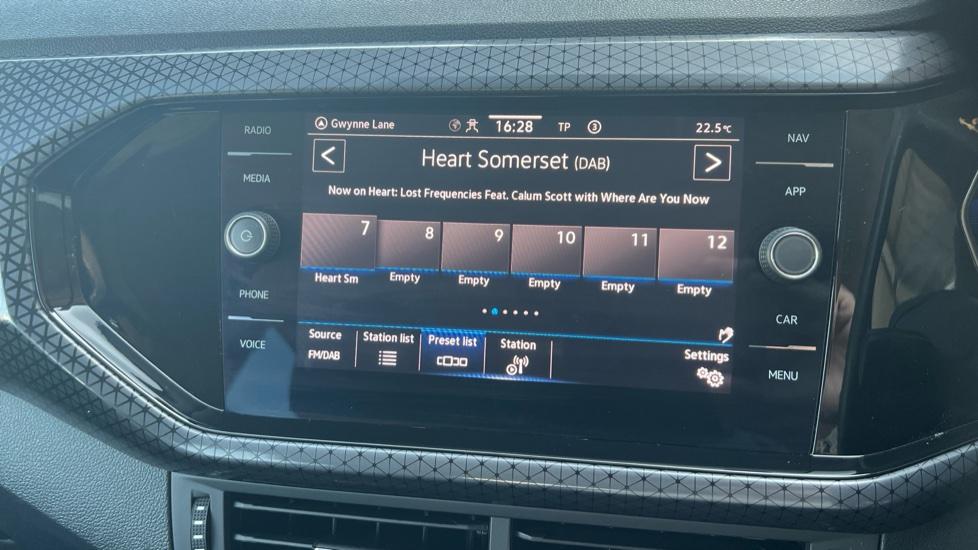 RADIO
MEDIA
PHONE
VOICE
Gwynne Lane 16:28 TP 3 22.5°C
< Heart Somerset (DAB) >
Now on Heart: Lost Frequencies Feat. Calum Scott with Where Are You Now
7 8 9 10 11 12
Heart Sm Empty Empty Empty Empty Empty
Source Station list Preset list Station Settings
FM/DAB
NAV
APP
CAR
MENU